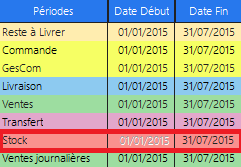 Périodes Date Début Date Fin
Reste à Livrer 01/01/2015 31/07/2015
Commande 01/01/2015 31/07/2015
GesCom 01/01/2015 31/07/2015
Livraison 01/01/2015 31/07/2015
Ventes 01/01/2015 31/07/2015
Transfert 01/01/2015 31/07/2015
Stock 01/01/2015 31/07/2015
Ventes journalières 01/01/2015 31/07/2015